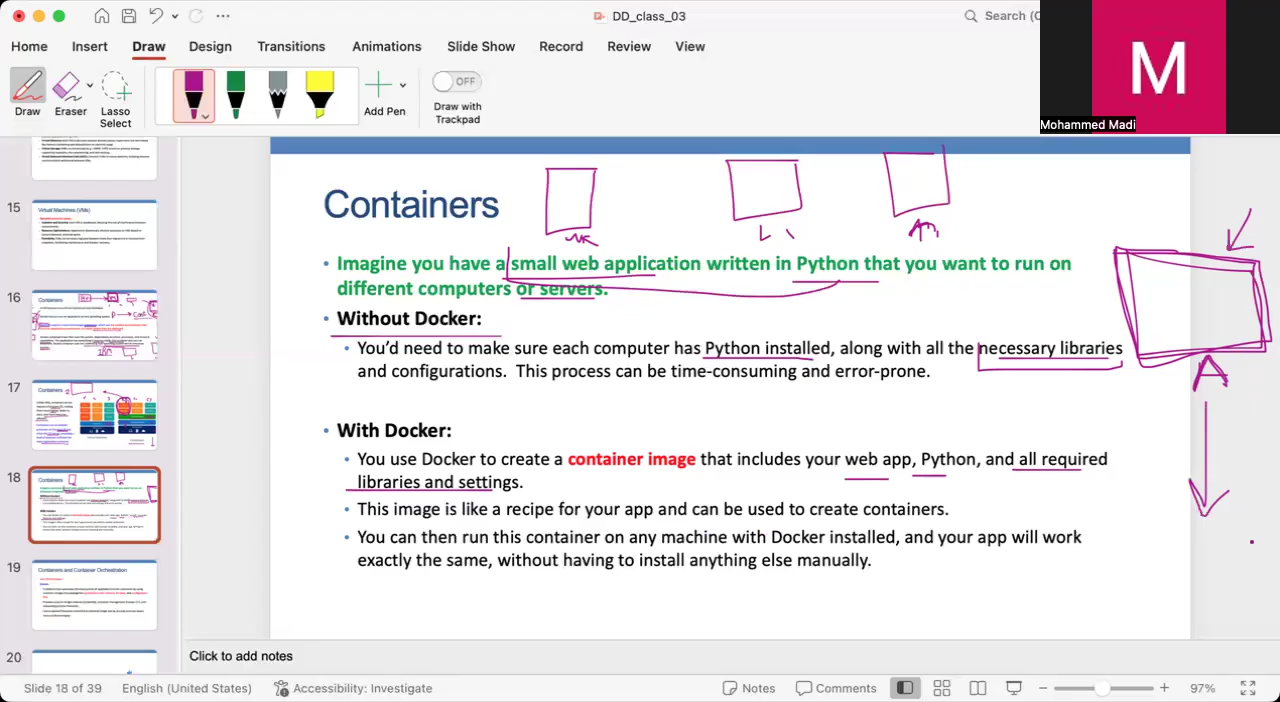 DD_class_03
Search (C
Home Insert Draw Design Transitions Animations Slide Show Record Review View
OFF
Draw Eraser Lasso Select Add Pen Draw with Trackpad
M
Mohammed Madi
15
Virtual Machines (VMs)
16
Containers
17
Containers
18
19
Containers and Container Orchestration
20
Containers
• Imagine you have a small web application written in Python that you want to run on
different computers or servers.
• Without Docker:
• You’d need to make sure each computer has Python installed, along with all the necessary libraries
and configurations. This process can be time-consuming and error-prone.
• With Docker:
• You use Docker to create a container image that includes your web app, Python, and all required
libraries and settings.
• This image is like a recipe for your app and can be used to create containers.
• You can then run this container on any machine with Docker installed, and your app will work
exactly the same, without having to install anything else manually.
A
Click to add notes
Slide 18 of 39 English (United States) Accessibility: Investigate Notes Comments 97%